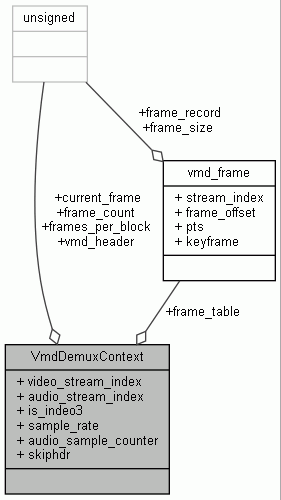 unsigned
+frame_record
+frame_size
vmd_frame
+ stream_index
+ frame_offset
+ pts
+ keyframe
+current_frame
+frame_count
+frames_per_block
+vmd_header
+frame_table
VmdDemuxContext
+ video_stream_index
+ audio_stream_index
+ is_indeo3
+ sample_rate
+ audio_sample_counter
+ skiphdr